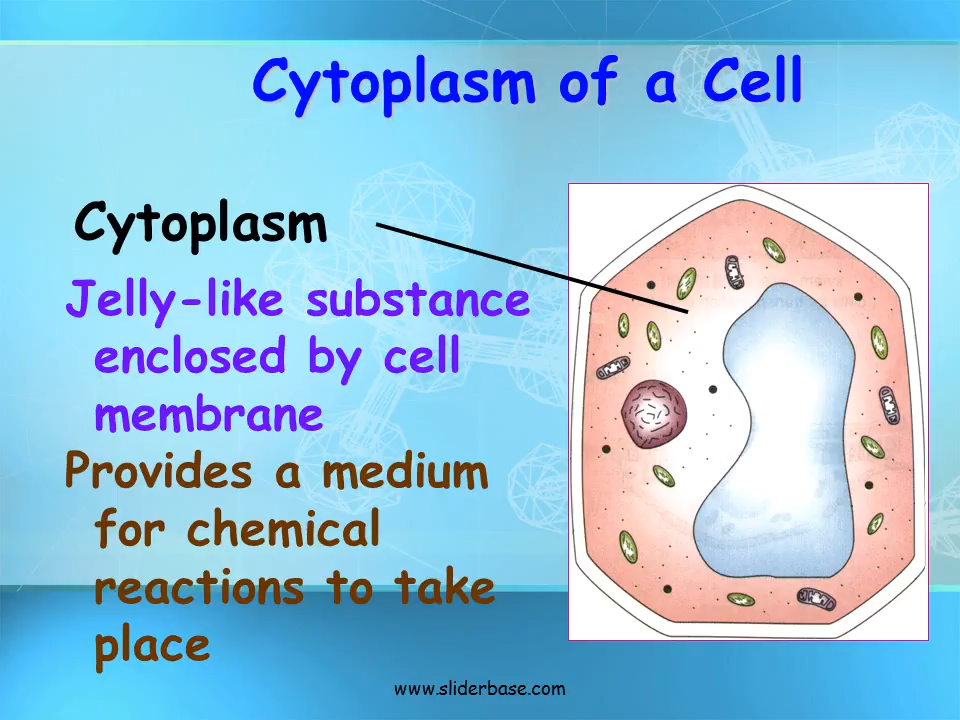 Cytoplasm of a Cell
Cytoplasm
Jelly-like substance
enclosed by cell
membrane
Provides a medium
for chemical
reactions to take
place
www.sliderbase.com